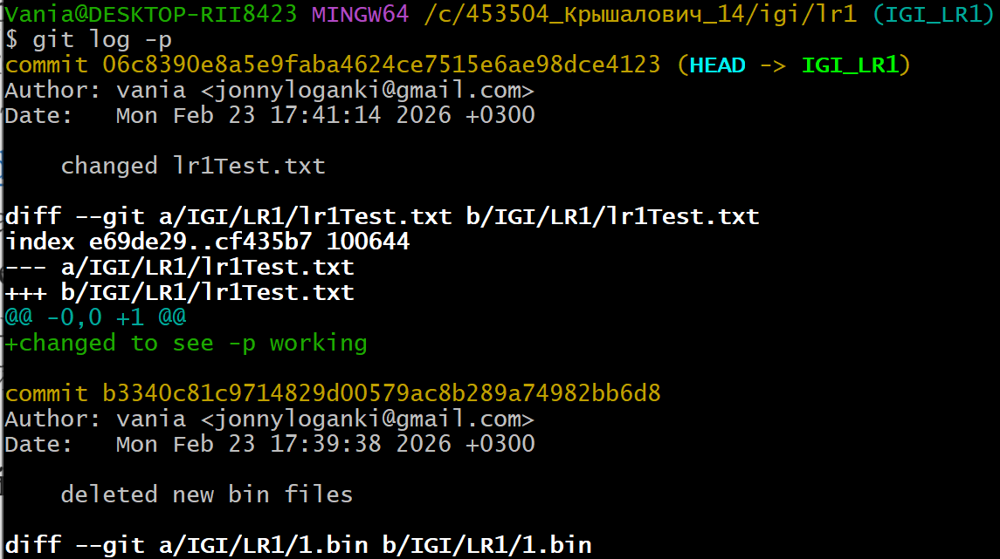 Vania@DESKTOP-RII8423 MINGW64 /c/453504_Крышалович_14/igi/lr1 (IGI_LR1)
$ git log -p
commit 06c8390e8a5e9faba4624ce7515e6ae98dce4123 (HEAD -> IGI_LR1)
Author: vania <jonnyloganki@gmail.com>
Date:   Mon Feb 23 17:41:14 2026 +0300

    changed lr1Test.txt

diff --git a/IGI/LR1/lr1Test.txt b/IGI/LR1/lr1Test.txt
index e69de29..cf435b7 100644
--- a/IGI/LR1/lr1Test.txt
+++ b/IGI/LR1/lr1Test.txt
@@ -0,0 +1 @@
+changed to see -p working

commit b3340c81c9714829d00579ac8b289a74982bb6d8
Author: vania <jonnyloganki@gmail.com>
Date:   Mon Feb 23 17:39:38 2026 +0300

    deleted new bin files

diff --git a/IGI/LR1/1.bin b/IGI/LR1/1.bin